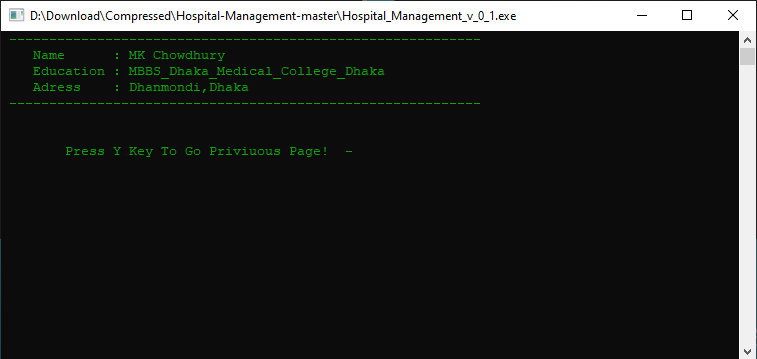 D:\Download\Compressed\Hospital-Management-master\Hospital_Management_v_0_1.exe
-----------------------------------------------------------
Name      : MK Chowdhury
Education : MBBS_Dhaka_Medical_College_Dhaka
Adress    : Dhanmondi,Dhaka
-----------------------------------------------------------
Press Y Key To Go Priviuous Page!  -